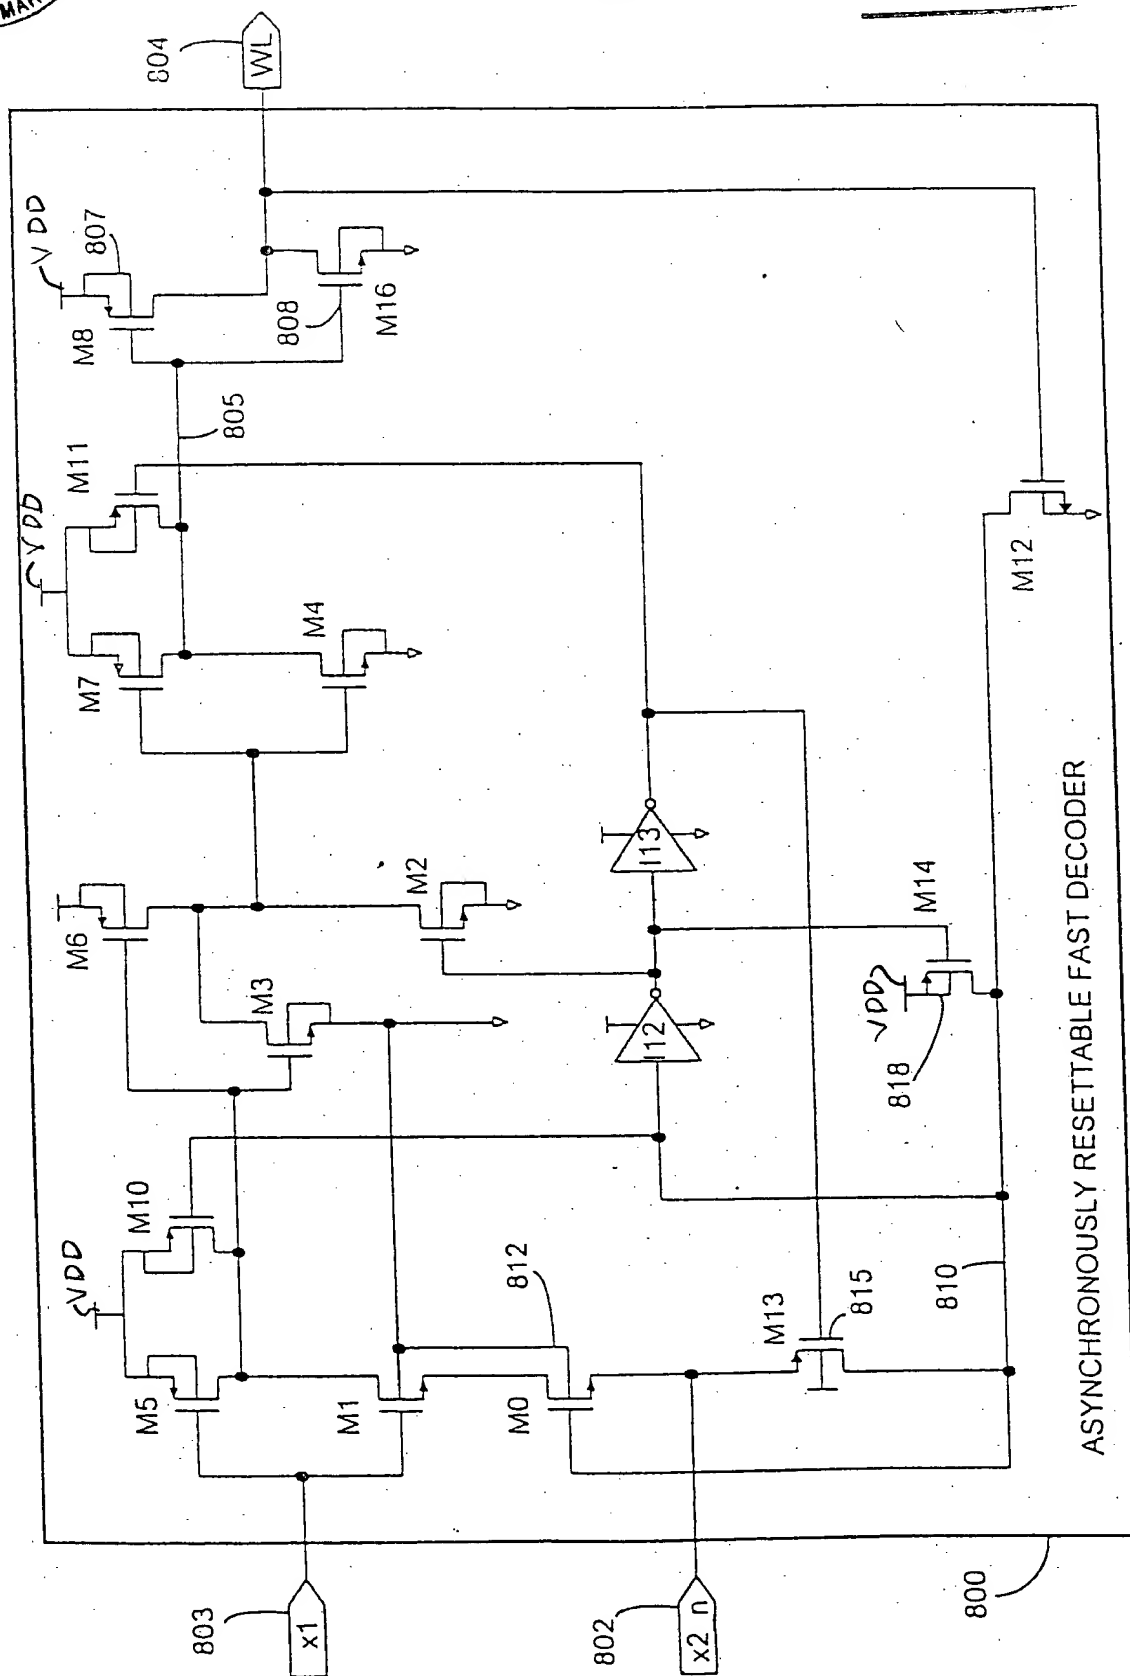 MAR
804
WL
VDD
807
M8
808
M16
805
VDD
M11
M7
M4
M6
M3
M2
I12
I13
M14
VDD
818
M12
VDD
M10
M5
M1
812
M0
M13
815
810
803
x1
802
x2_n
800
ASYNCHRONOUSLY RESETTABLE FAST DECODER